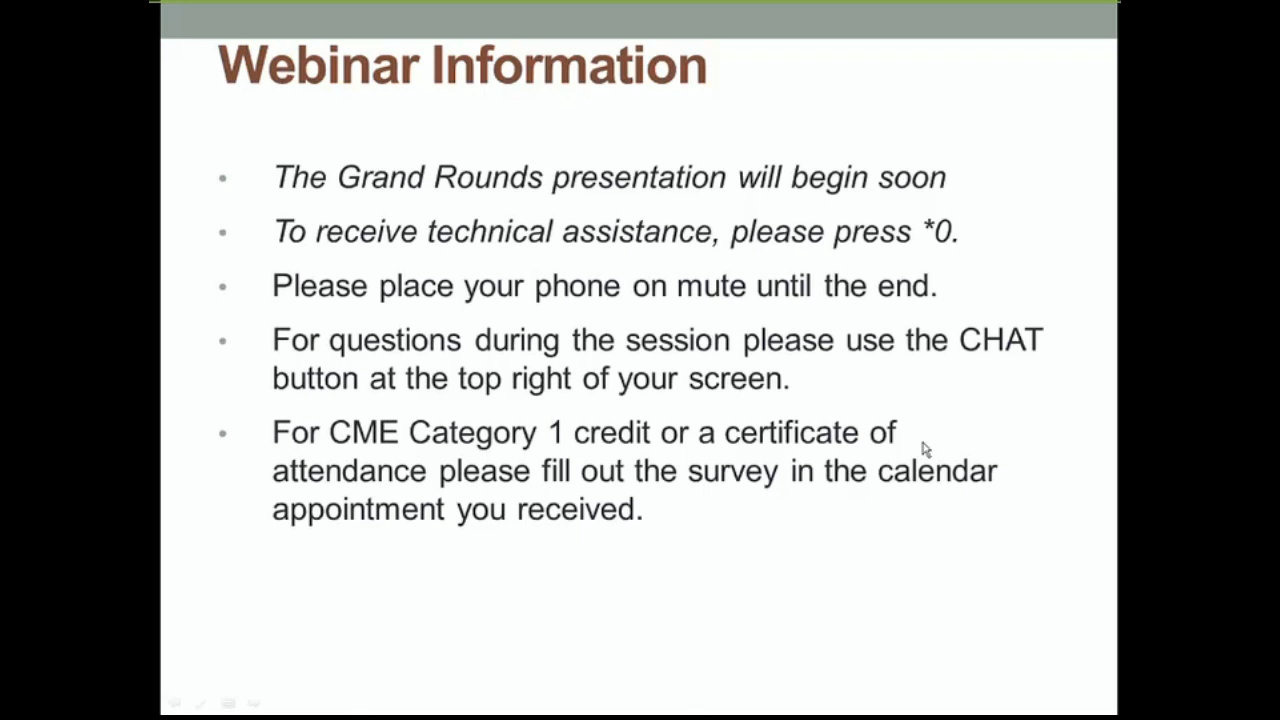 Webinar Information
• The Grand Rounds presentation will begin soon
• To receive technical assistance, please press *0.
• Please place your phone on mute until the end.
• For questions during the session please use the CHAT
button at the top right of your screen.
• For CME Category 1 credit or a certificate of
attendance please fill out the survey in the calendar
appointment you received.